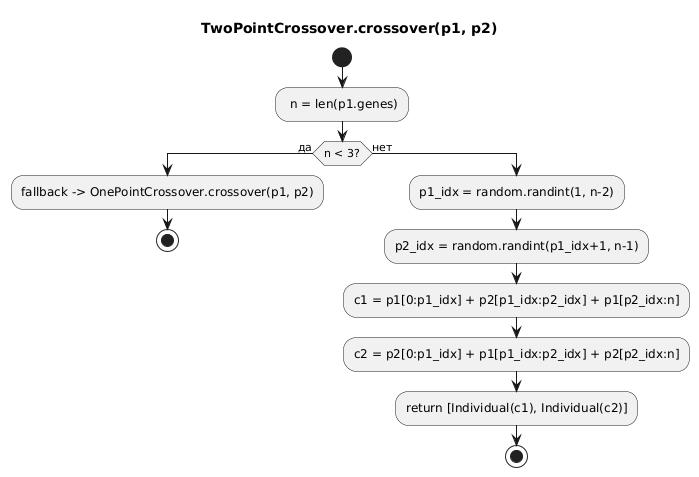 TwoPointCrossover.crossover(p1, p2)
n = len(p1.genes)
n < 3?
да
нет
fallback -> OnePointCrossover.crossover(p1, p2)
p1_idx = random.randint(1, n-2)
p2_idx = random.randint(p1_idx+1, n-1)
c1 = p1[0:p1_idx] + p2[p1_idx:p2_idx] + p1[p2_idx:n]
c2 = p2[0:p1_idx] + p1[p1_idx:p2_idx] + p2[p2_idx:n]
return [Individual(c1), Individual(c2)]